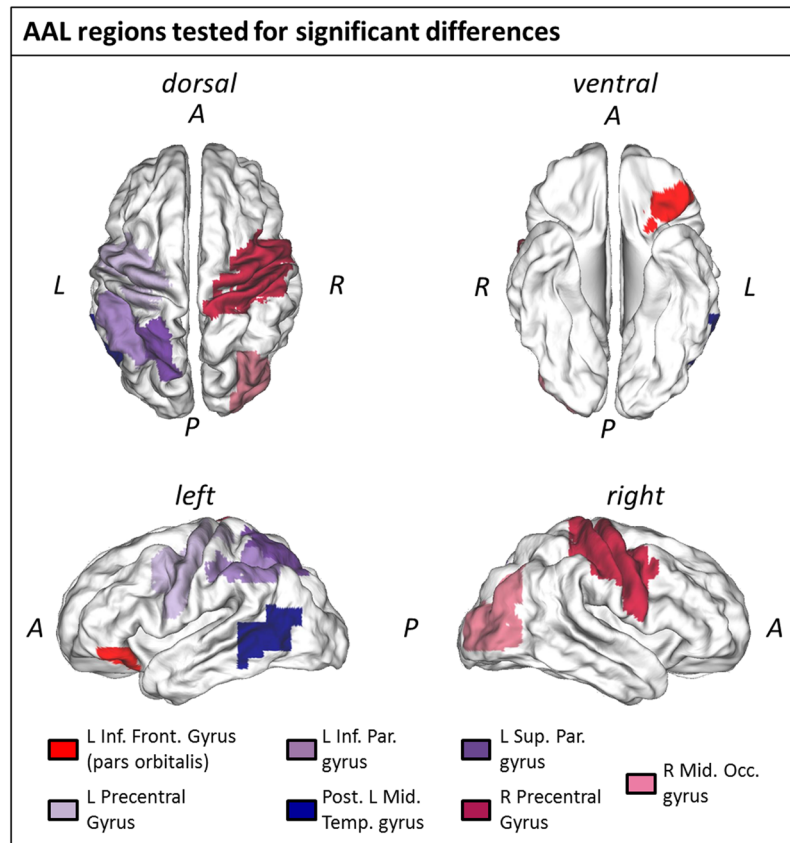 AAL regions tested for significant differences
dorsal
ventral
A
A
L
R
R
L
P
P
left
right
A
P
A
L Inf. Front. Gyrus
(pars orbitalis)
L Inf. Par.
gyrus
L Sup. Par.
gyrus
R Mid. Occ.
gyrus
L Precentral
Gyrus
Post. L Mid.
Temp. gyrus
R Precentral
Gyrus